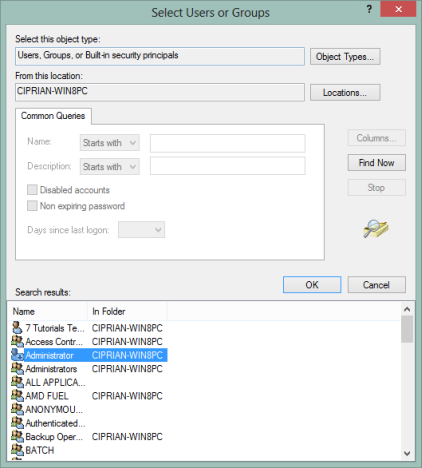 Select Users or Groups
?
Select this object type:
Users, Groups, or Built-in security principals
Object Types...
From this location:
CIPRIAN-WIN8PC
Locations...
Common Queries
Name:
Starts with
Columns...
Description:
Starts with
Find Now
Disabled accounts
Stop
Non expiring password
Days since last logon:
OK
Cancel
Search results:
Name In Folder
7 Tutorials Te... CIPRIAN-WIN8PC
Access Contr... CIPRIAN-WIN8PC
Administrator CIPRIAN-WIN8PC
Administrators CIPRIAN-WIN8PC
ALL APPLICA...
AMD FUEL CIPRIAN-WIN8PC
ANONYMOU...
Authenticated...
Backup Oper... CIPRIAN-WIN8PC
BATCH